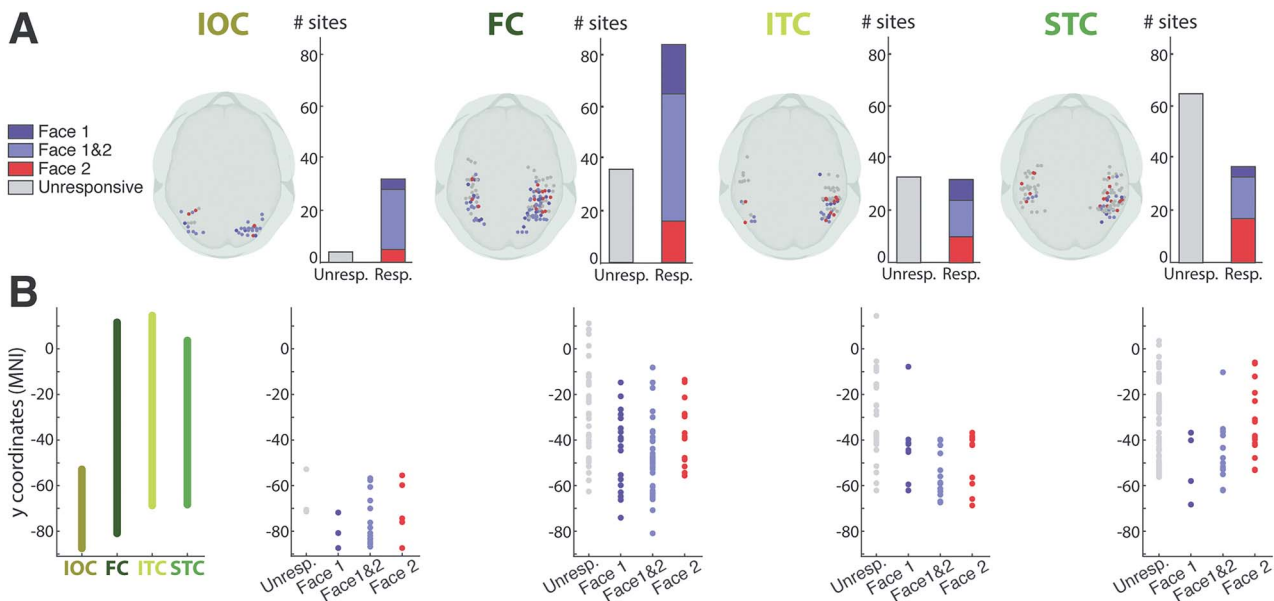 A
IOC
# sites
FC
# sites
ITC
# sites
STC
# sites
Face 1
Face 1&2
Face 2
Unresponsive
80
60
40
20
0
Unresp. Resp.
80
60
40
20
0
Unresp. Resp.
80
60
40
20
0
Unresp. Resp.
80
60
40
20
0
Unresp. Resp.
B
y coordinates (MNI)
0
-20
-40
-60
-80
IOC FC ITC STC
0
-20
-40
-60
-80
Unresp. Face 1 Face1&2 Face 2
0
-20
-40
-60
-80
Unresp. Face 1 Face1&2 Face 2
0
-20
-40
-60
-80
Unresp. Face 1 Face1&2 Face 2
0
-20
-40
-60
-80
Unresp. Face 1 Face1&2 Face 2